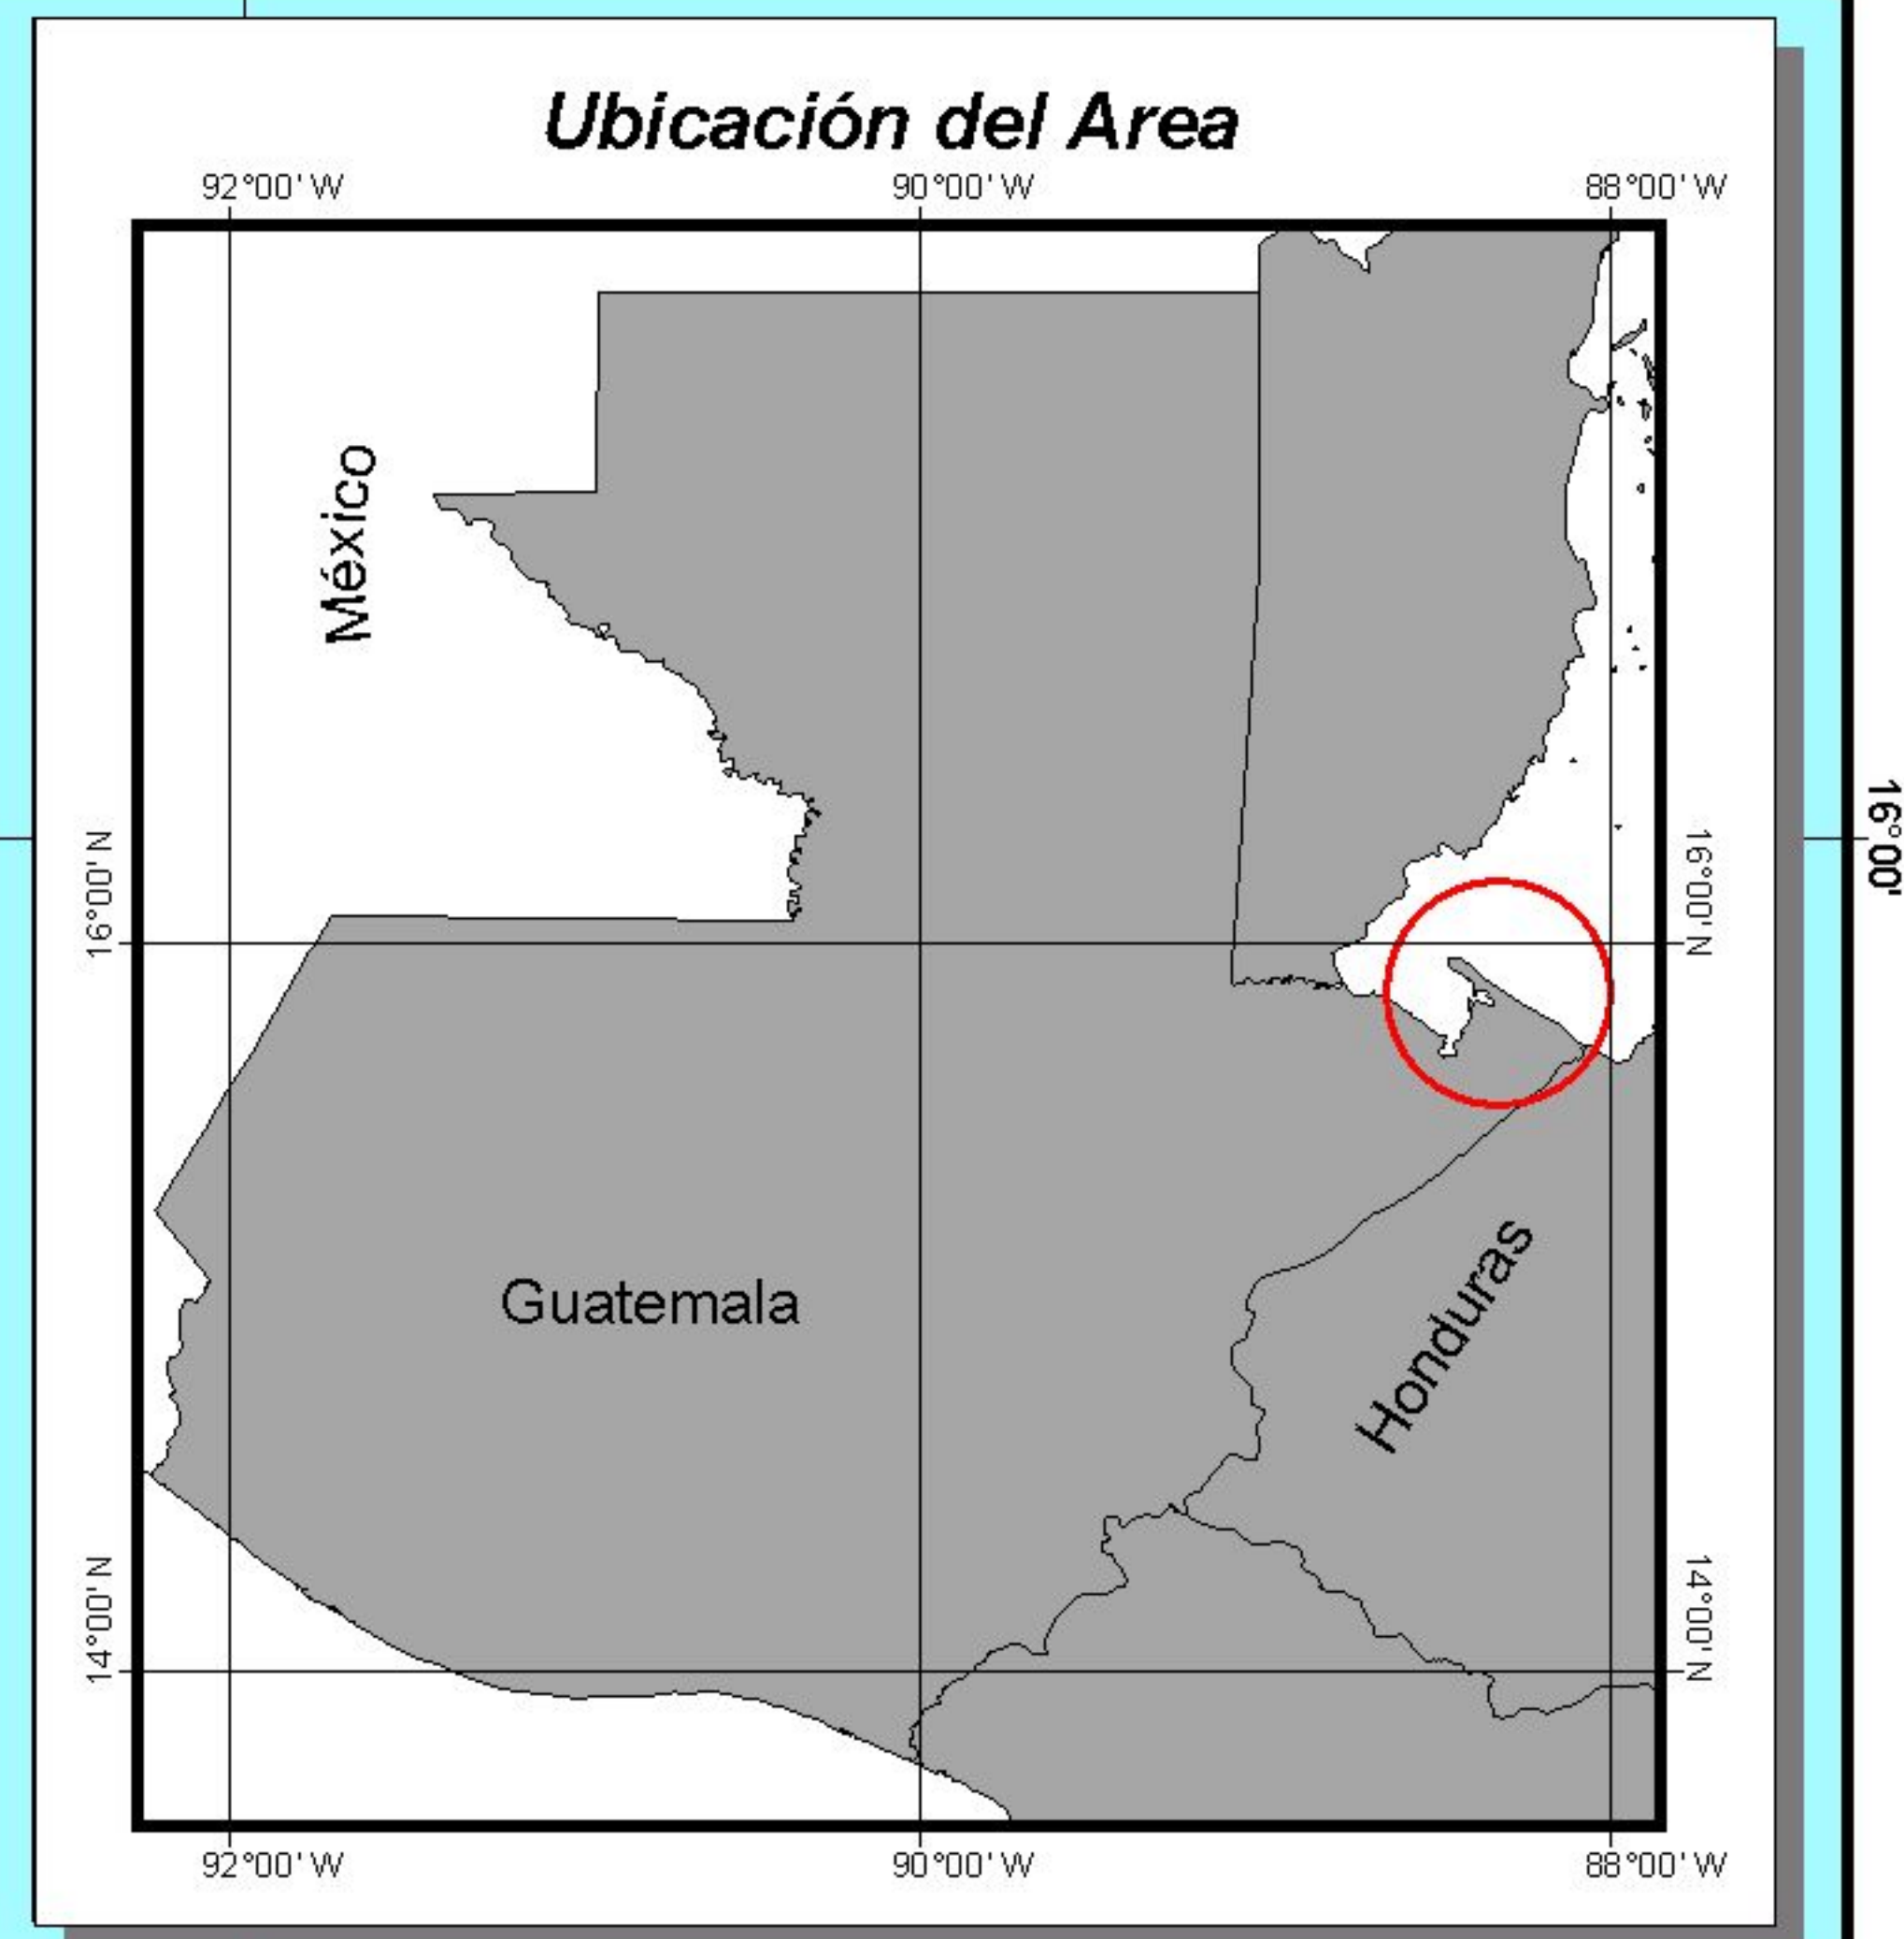 Ubicación del Area
92°00' W
90°00' W
88°00' W
México
16°00' N
16°00' N
16°00'
Guatemala
Honduras
14°00' N
14°00' N
92°00' W
90°00' W
88°00' W